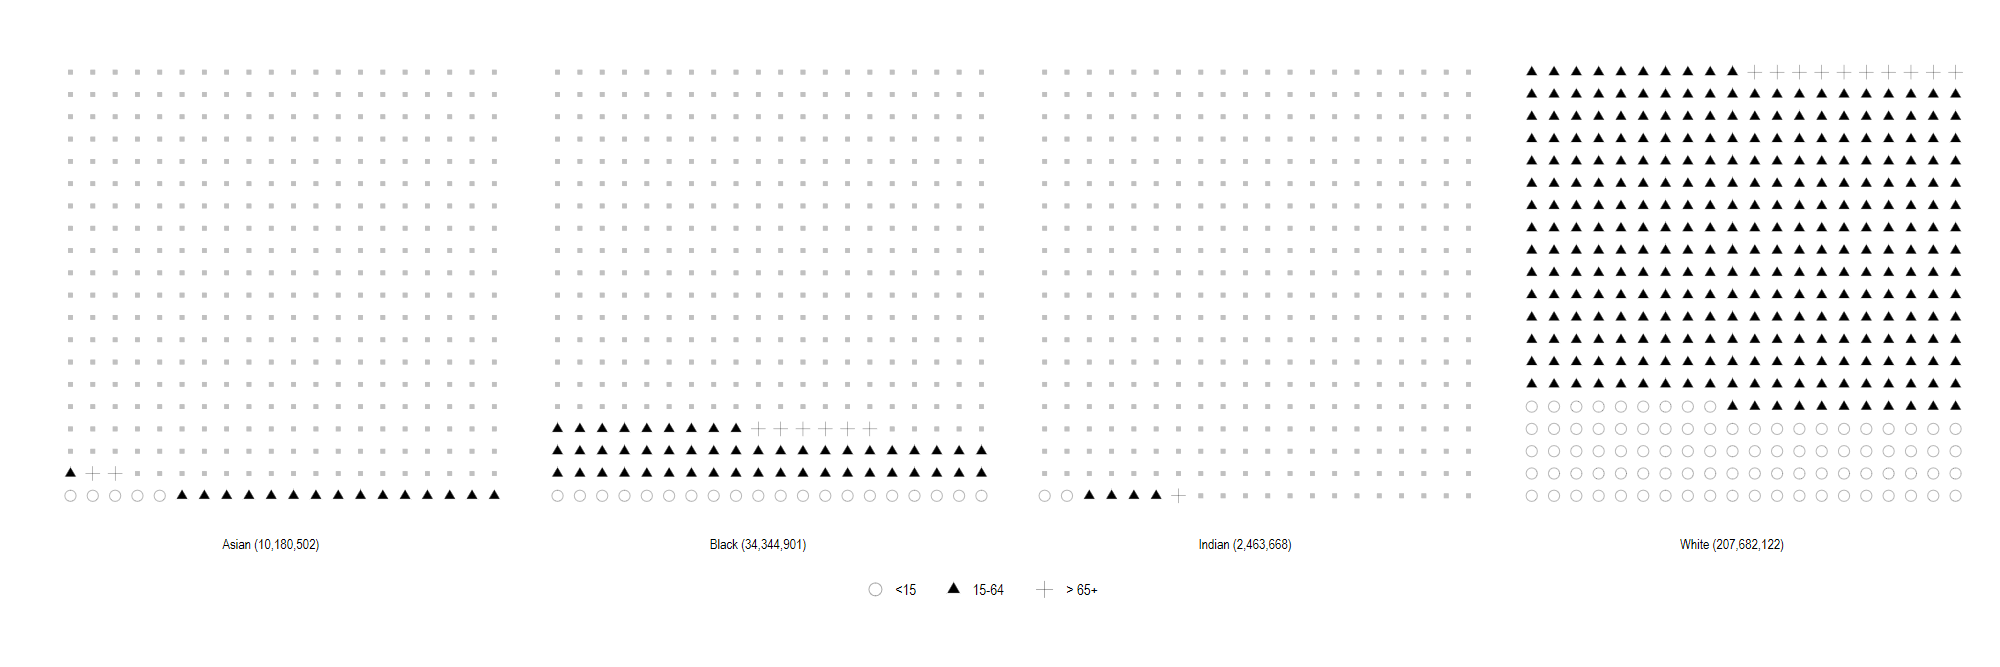 Asian (10,180,502)
Black (34,344,901)
Indian (2,463,668)
White (207,682,122)
<15
15-64
> 65+